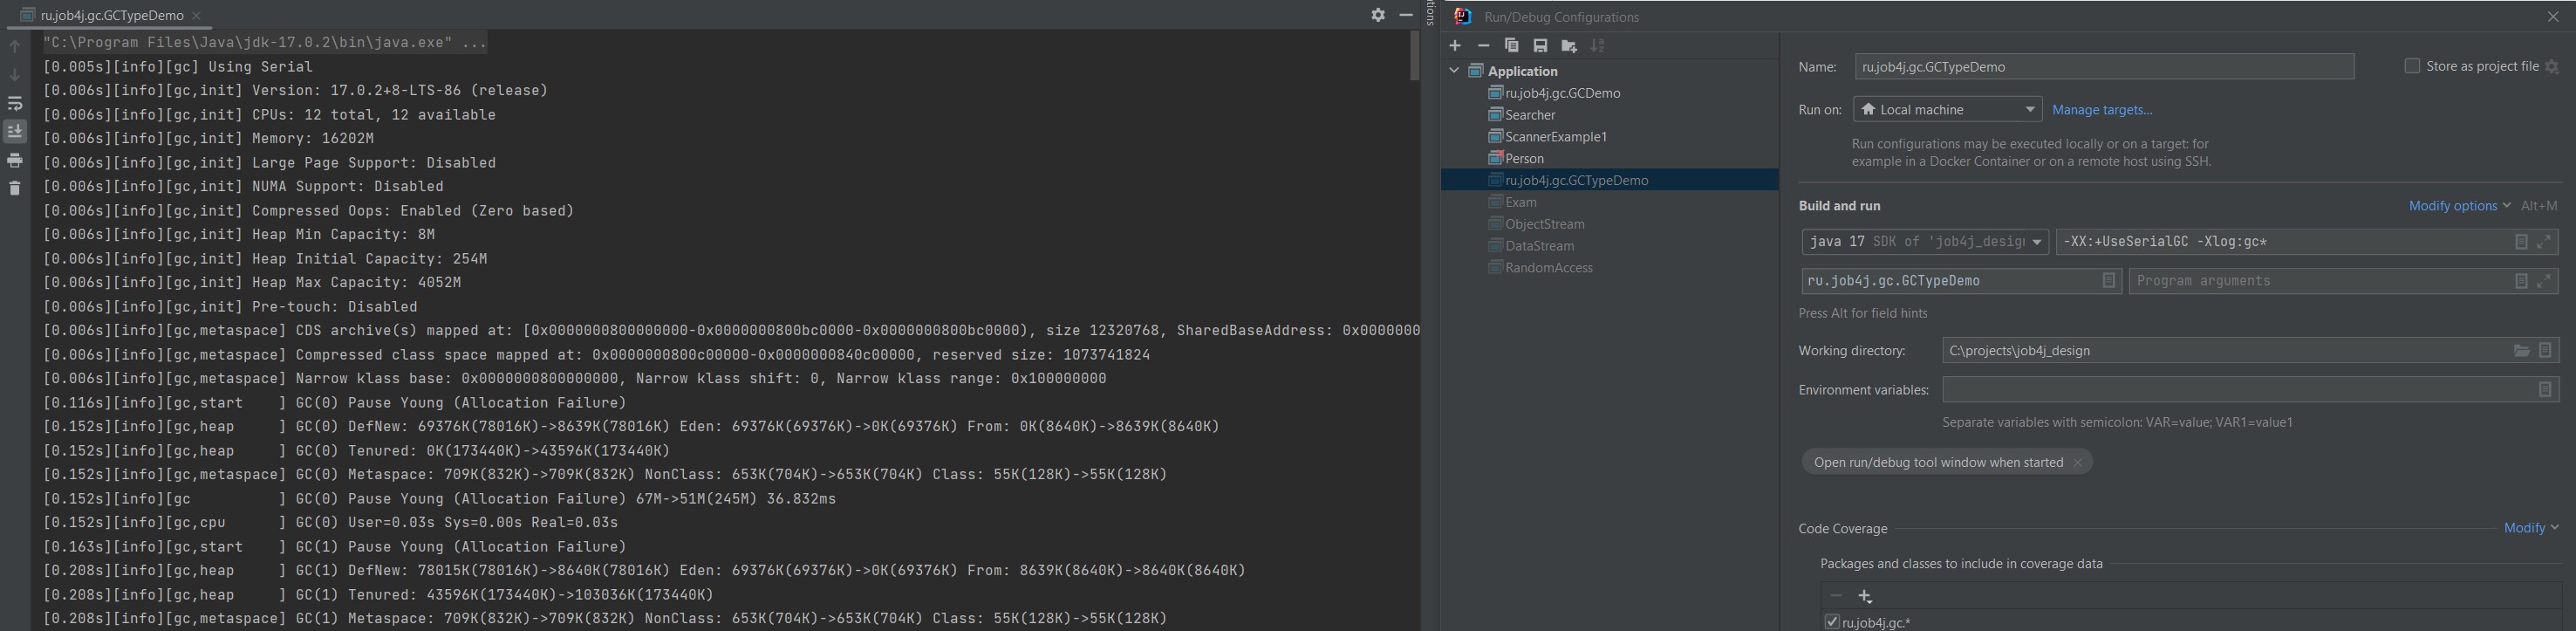 ru.job4j.gc.GCTypeDemo
"C:\Program Files\Java\jdk-17.0.2\bin\java.exe" ...
[0.005s][info][gc] Using Serial
[0.006s][info][gc,init] Version: 17.0.2+8-LTS-86 (release)
[0.006s][info][gc,init] CPUs: 12 total, 12 available
[0.006s][info][gc,init] Memory: 16202M
[0.006s][info][gc,init] Large Page Support: Disabled
[0.006s][info][gc,init] NUMA Support: Disabled
[0.006s][info][gc,init] Compressed Oops: Enabled (Zero based)
[0.006s][info][gc,init] Heap Min Capacity: 8M
[0.006s][info][gc,init] Heap Initial Capacity: 254M
[0.006s][info][gc,init] Heap Max Capacity: 4052M
[0.006s][info][gc,init] Pre-touch: Disabled
[0.006s][info][gc,metaspace] CDS archive(s) mapped at: [0x0000000800000000-0x0000000800bc0000-0x0000000800bc0000), size 12320768, SharedBaseAddress: 0x0000000
[0.006s][info][gc,metaspace] Compressed class space mapped at: 0x0000000800c00000-0x0000000840c00000, reserved size: 1073741824
[0.006s][info][gc,metaspace] Narrow klass base: 0x0000000800000000, Narrow klass shift: 0, Narrow klass range: 0x100000000
[0.116s][info][gc,start    ] GC(0) Pause Young (Allocation Failure)
[0.152s][info][gc,heap     ] GC(0) DefNew: 69376K(78016K)->8639K(78016K) Eden: 69376K(69376K)->0K(69376K) From: 0K(8640K)->8639K(8640K)
[0.152s][info][gc,heap     ] GC(0) Tenured: 0K(173440K)->43596K(173440K)
[0.152s][info][gc,metaspace] GC(0) Metaspace: 709K(832K)->709K(832K) NonClass: 653K(704K)->653K(704K) Class: 55K(128K)->55K(128K)
[0.152s][info][gc          ] GC(0) Pause Young (Allocation Failure) 67M->51M(245M) 36.832ms
[0.152s][info][gc,cpu      ] GC(0) User=0.03s Sys=0.00s Real=0.03s
[0.163s][info][gc,start    ] GC(1) Pause Young (Allocation Failure)
[0.208s][info][gc,heap     ] GC(1) DefNew: 78015K(78016K)->8640K(78016K) Eden: 69376K(69376K)->0K(69376K) From: 8639K(8640K)->8640K(8640K)
[0.208s][info][gc,heap     ] GC(1) Tenured: 43596K(173440K)->103036K(173440K)
[0.208s][info][gc,metaspace] GC(1) Metaspace: 709K(832K)->709K(832K) NonClass: 653K(704K)->653K(704K) Class: 55K(128K)->55K(128K)
Run/Debug Configurations
Application
ru.job4j.gc.GCDemo
Searcher
ScannerExample1
Person
ru.job4j.gc.GCTypeDemo
Exam
ObjectStream
DataStream
RandomAccess
Name: ru.job4j.gc.GCTypeDemo Store as project file
Run on: Local machine Manage targets...
Run configurations may be executed locally or on a target: for
example in a Docker Container or on a remote host using SSH.
Build and run Modify options Alt+M
java 17 SDK of 'job4j_desig -XX:+UseSerialGC -Xlog:gc*
ru.job4j.gc.GCTypeDemo Program arguments
Press Alt for field hints
Working directory: C:\projects\job4j_design
Environment variables:
Separate variables with semicolon: VAR=value; VAR1=value1
Open run/debug tool window when started
Code Coverage Modify
Packages and classes to include in coverage data
ru.job4j.gc.*